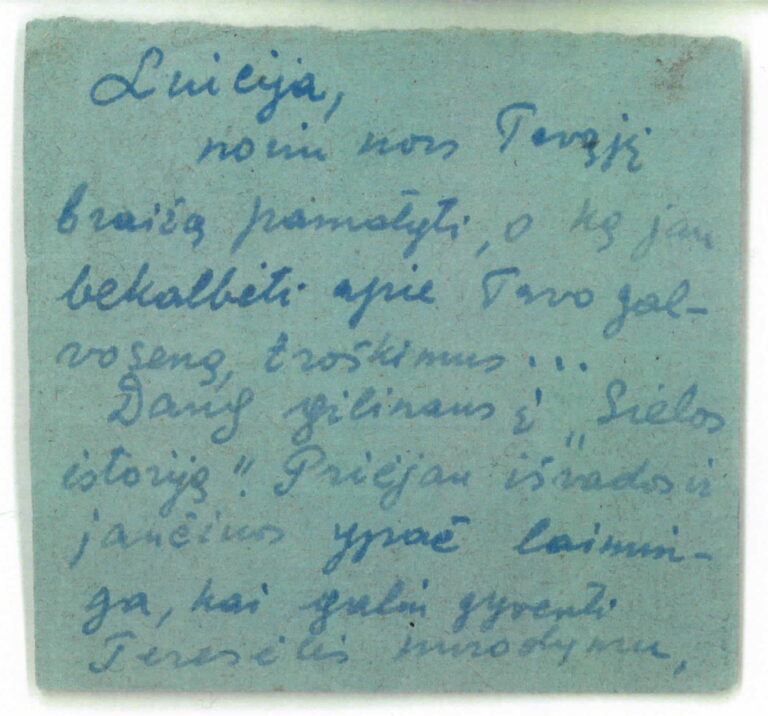 Liucija,
noriu nors Tavąją
braižą pamatyti, o ką jau
bekalbėti apie Tavo gal-
voseną, troškimus...
Daug gilinaus į „Sielos
istoriją". Priėjau išvados ir
jaučiuos ypač laimin-
ga, kai galiu gyventi
Teresėlės nurodymu,